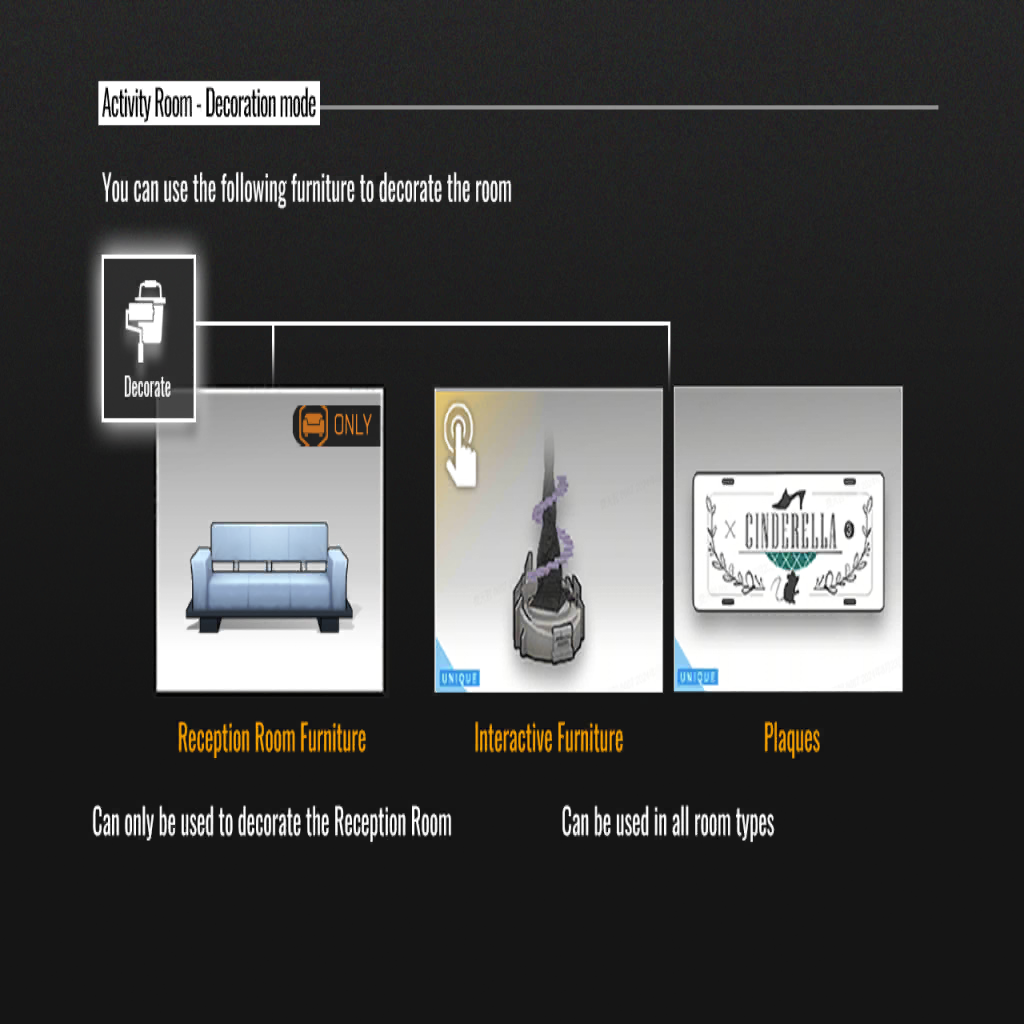 Activity Room - Decoration mode
You can use the following furniture to decorate the room
Decorate
ONLY
CINDERELLA
UNIQUE
UNIQUE
Reception Room Furniture
Interactive Furniture
Plaques
Can only be used to decorate the Reception Room
Can be used in all room types